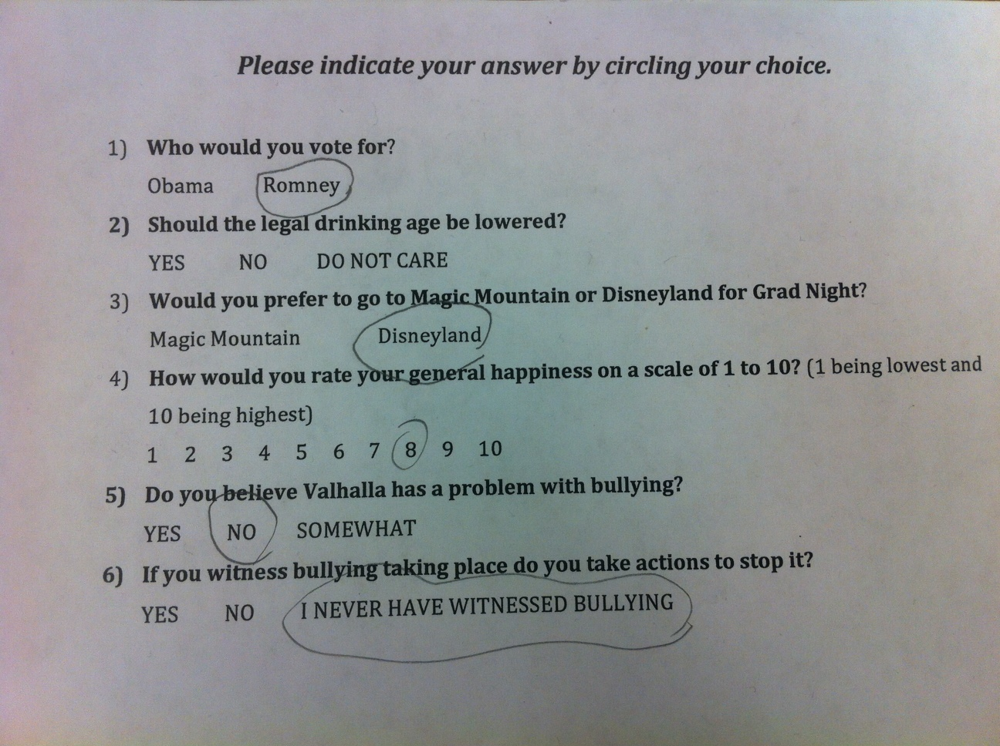 Please indicate your answer by circling your choice.
1) Who would you vote for?
Obama Romney
2) Should the legal drinking age be lowered?
YES NO DO NOT CARE
3) Would you prefer to go to Magic Mountain or Disneyland for Grad Night?
Magic Mountain Disneyland
4) How would you rate your general happiness on a scale of 1 to 10? (1 being lowest and
10 being highest)
1 2 3 4 5 6 7 8 9 10
5) Do you believe Valhalla has a problem with bullying?
YES NO SOMEWHAT
6) If you witness bullying taking place do you take actions to stop it?
YES NO I NEVER HAVE WITNESSED BULLYING